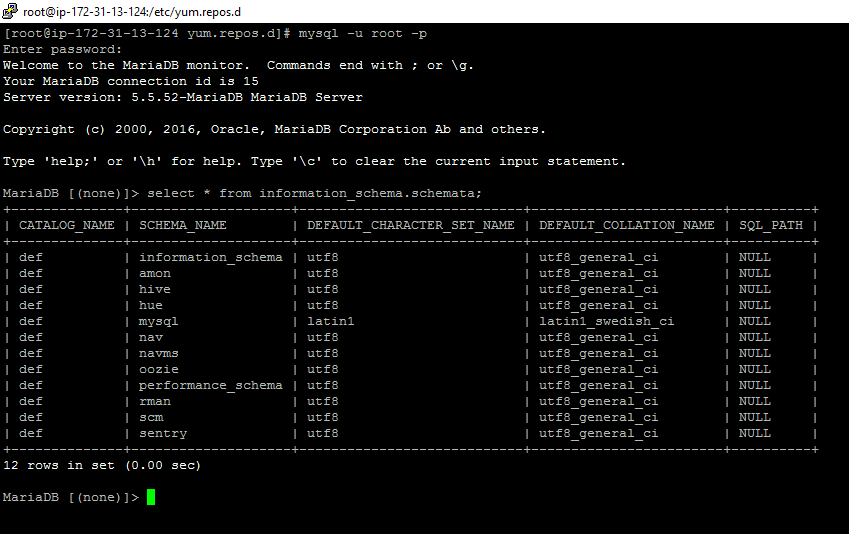 root@ip-172-31-13-124:/etc/yum.repos.d
[root@ip-172-31-13-124 yum.repos.d]# mysql -u root -p
Enter password:
Welcome to the MariaDB monitor.  Commands end with ; or \g.
Your MariaDB connection id is 15
Server version: 5.5.52-MariaDB MariaDB Server
Copyright (c) 2000, 2016, Oracle, MariaDB Corporation Ab and others.
Type 'help;' or '\h' for help. Type '\c' to clear the current input statement.
MariaDB [(none)]> select * from information_schema.schemata;
+--------------+--------------------+----------------------------+------------------------+----------+
| CATALOG_NAME | SCHEMA_NAME        | DEFAULT_CHARACTER_SET_NAME | DEFAULT_COLLATION_NAME | SQL_PATH |
+--------------+--------------------+----------------------------+------------------------+----------+
| def          | information_schema | utf8                       | utf8_general_ci        | NULL     |
| def          | amon               | utf8                       | utf8_general_ci        | NULL     |
| def          | hive               | utf8                       | utf8_general_ci        | NULL     |
| def          | hue                | utf8                       | utf8_general_ci        | NULL     |
| def          | mysql              | latin1                     | latin1_swedish_ci      | NULL     |
| def          | nav                | utf8                       | utf8_general_ci        | NULL     |
| def          | navms              | utf8                       | utf8_general_ci        | NULL     |
| def          | oozie              | utf8                       | utf8_general_ci        | NULL     |
| def          | performance_schema | utf8                       | utf8_general_ci        | NULL     |
| def          | rman               | utf8                       | utf8_general_ci        | NULL     |
| def          | scm                | utf8                       | utf8_general_ci        | NULL     |
| def          | sentry             | utf8                       | utf8_general_ci        | NULL     |
+--------------+--------------------+----------------------------+------------------------+----------+
12 rows in set (0.00 sec)
MariaDB [(none)]>